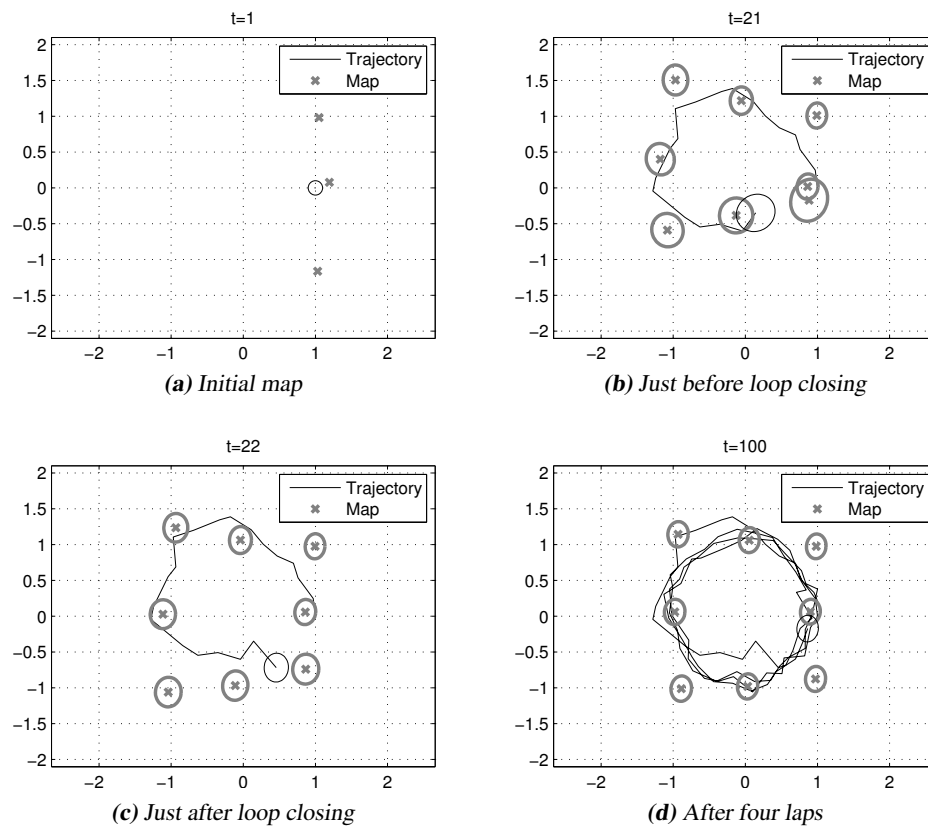 t=1
2
1.5
1
0.5
0
−0.5
−1
−1.5
−2
−2 −1 0 1 2
Trajectory
Map
(a) Initial map
t=21
2
1.5
1
0.5
0
−0.5
−1
−1.5
−2
−2 −1 0 1 2
Trajectory
Map
(b) Just before loop closing
t=22
2
1.5
1
0.5
0
−0.5
−1
−1.5
−2
−2 −1 0 1 2
Trajectory
Map
(c) Just after loop closing
t=100
2
1.5
1
0.5
0
−0.5
−1
−1.5
−2
−2 −1 0 1 2
Trajectory
Map
(d) After four laps